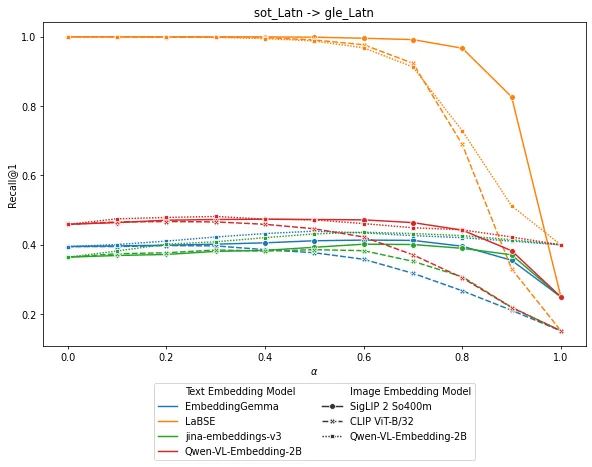 sot_Latn -> gle_Latn
Recall@1
1.0
0.8
0.6
0.4
0.2
0.0 0.2 0.4 0.6 0.8 1.0
α
Text Embedding Model
EmbeddingGemma
LaBSE
jina-embeddings-v3
Qwen-VL-Embedding-2B
Image Embedding Model
SigLIP 2 So400m
CLIP ViT-B/32
Qwen-VL-Embedding-2B